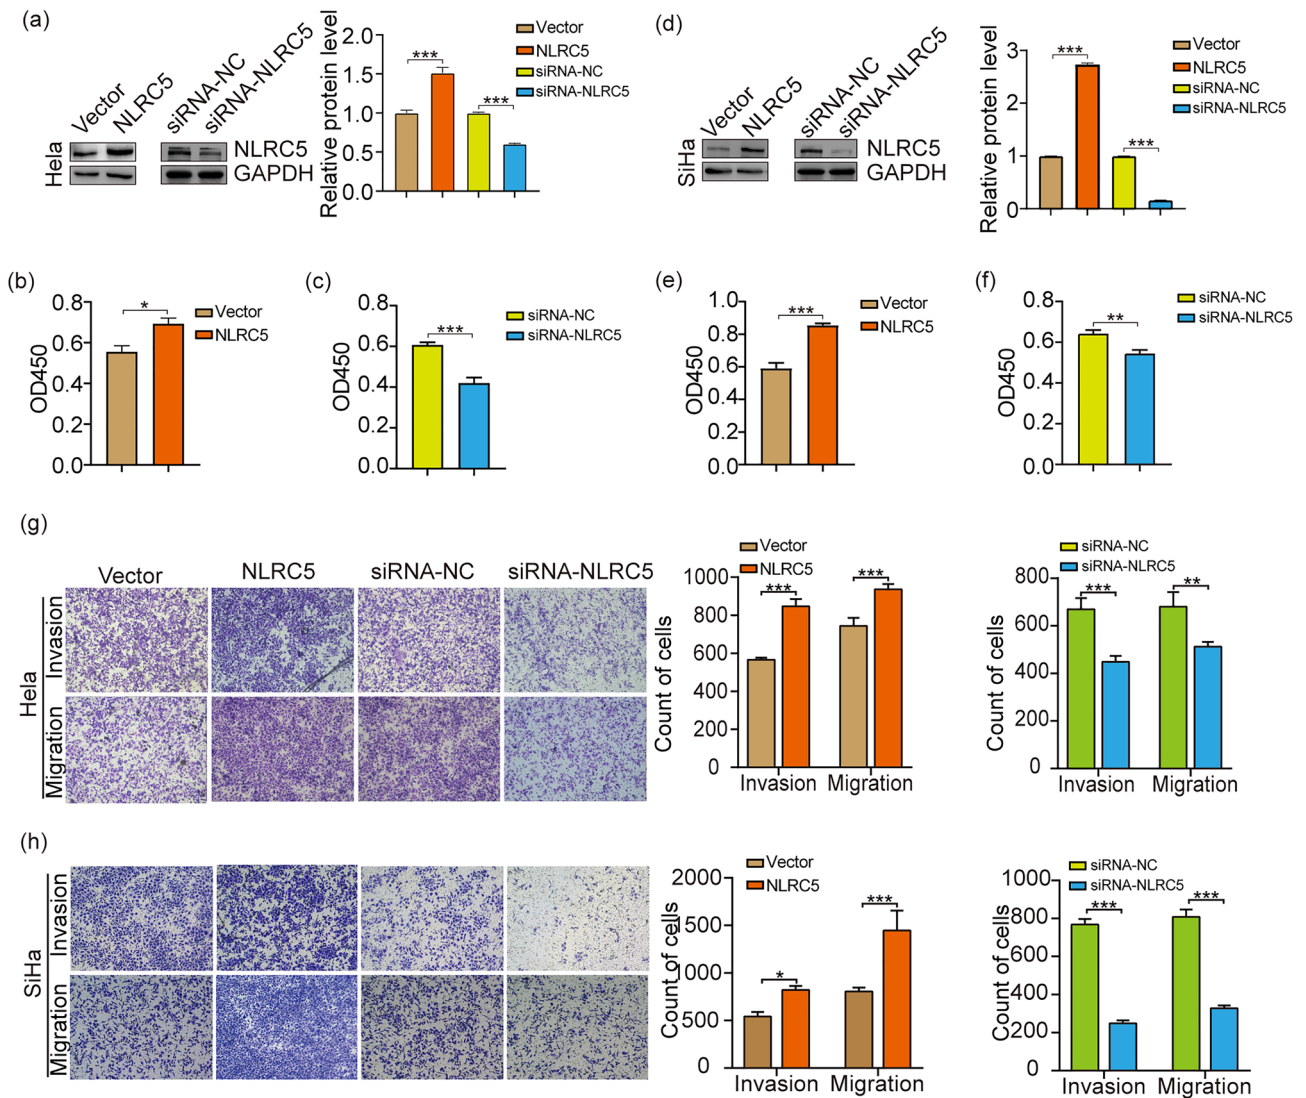 (a)
Hela
Vector
NLRC5
siRNA-NC
siRNA-NLRC5
NLRC5
GAPDH
Relative protein level
2.0
1.5
1.0
0.5
0.0
***
***
Vector
NLRC5
siRNA-NC
siRNA-NLRC5
(d)
SiHa
Vector
NLRC5
siRNA-NC
siRNA-NLRC5
NLRC5
GAPDH
Relative protein level
3
2
1
0
***
***
Vector
NLRC5
siRNA-NC
siRNA-NLRC5
(b)
OD450
0.8
0.6
0.4
0.2
0.0
*
Vector
NLRC5
(c)
OD450
0.8
0.6
0.4
0.2
0.0
***
siRNA-NC
siRNA-NLRC5
(e)
OD450
1.0
0.8
0.6
0.4
0.2
0.0
***
Vector
NLRC5
(f)
OD450
0.8
0.6
0.4
0.2
0.0
**
siRNA-NC
siRNA-NLRC5
(g)
Vector
NLRC5
siRNA-NC
siRNA-NLRC5
Hela
Invasion
Migration
Vector
NLRC5
Count of cells
1000
800
600
400
200
0
***
***
Invasion
Migration
siRNA-NC
siRNA-NLRC5
Count of cells
800
600
400
200
0
***
**
Invasion
Migration
(h)
SiHa
Invasion
Migration
Vector
NLRC5
Count of cells
2000
1500
1000
500
0
*
***
Invasion
Migration
siRNA-NC
siRNA-NLRC5
Count of cells
1000
800
600
400
200
0
***
***
Invasion
Migration